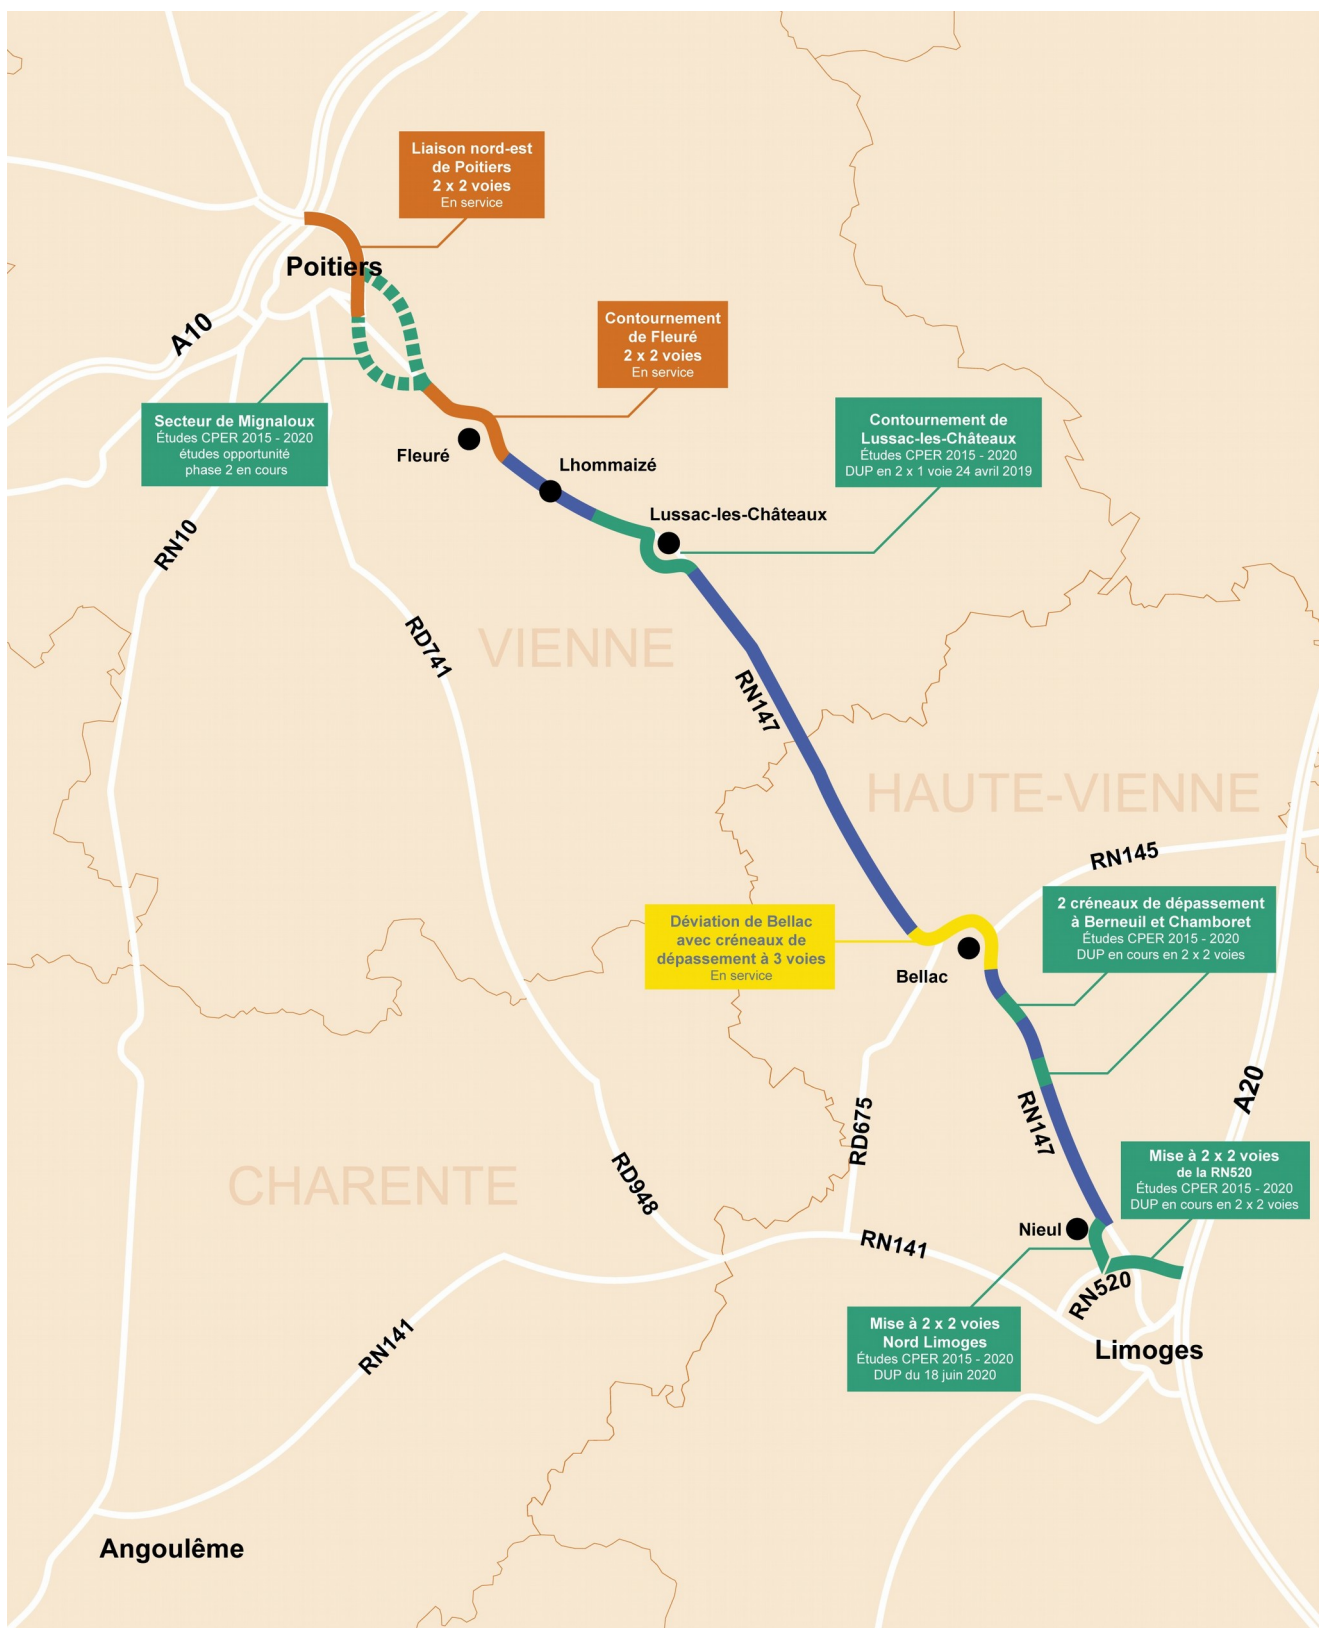 Liaison nord-est
de Poitiers
2 x 2 voies
En service
Poitiers
A10
Contournement
de Fleuré
2 x 2 voies
En service
Secteur de Mignaloux
Études CPER 2015 - 2020
études opportunité
phase 2 en cours
Contournement de
Lussac-les-Châteaux
Études CPER 2015 - 2020
DUP en 2 x 1 voie 24 avril 2019
Fleuré
Lhommaizé
Lussac-les-Châteaux
RN10
RD741
VIENNE
RN147
HAUTE-VIENNE
RN145
Déviation de Bellac
avec créneaux de
dépassement à 3 voies
En service
2 créneaux de dépassement
à Berneuil et Chamboret
Études CPER 2015 - 2020
DUP en cours en 2 x 2 voies
Bellac
A20
RN147
RD675
CHARENTE
RD948
Mise à 2 x 2 voies
de la RN520
Études CPER 2015 - 2020
DUP en cours en 2 x 2 voies
Nieul
RN141
RN520
Mise à 2 x 2 voies
Nord Limoges
Études CPER 2015 - 2020
DUP du 18 juin 2020
Limoges
RN141
Angoulême